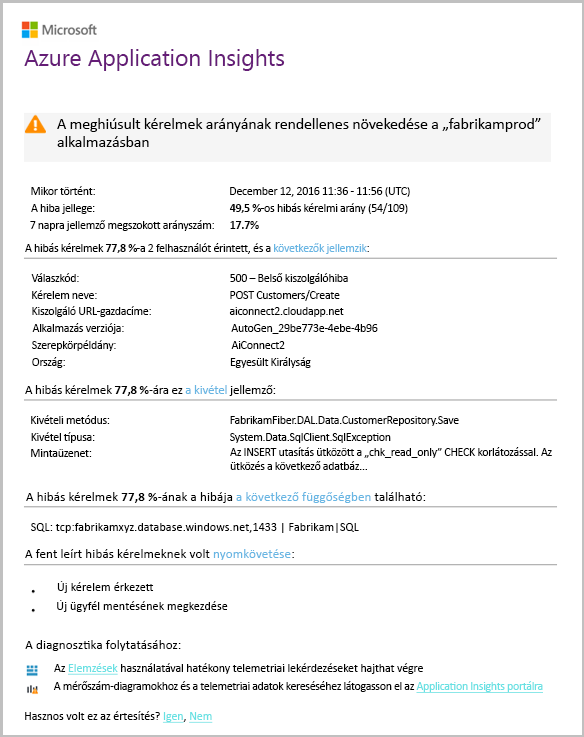 Microsoft
Azure Application Insights
A meghiúsult kérelmek arányának rendellenes növekedése a „fabrikamprod”
alkalmazásban
Mikor történt: December 12, 2016 11:36 - 11:56 (UTC)
A hiba jellege: 49,5 %-os hibás kérelmi arány (54/109)
7 napra jellemző megszokott arányszám: 17.7%
A hibás kérelmek 77,8 %-a 2 felhasználót érintett, és a következők jellemzik:
Válaszkód: 500 – Belső kiszolgálóhiba
Kérelem neve: POST Customers/Create
Kiszolgáló URL-gazdacíme: aiconnect2.cloudapp.net
Alkalmazás verziója: AutoGen_29be773e-4ebe-4b96
Szerepkörpéldány: AiConnect2
Ország: Egyesült Királyság
A hibás kérelmek 77,8 %-ára ez a kivétel jellemző:
Kivételi metódus: FabrikamFiber.DAL.Data.CustomerRepository.Save
Kivétel típusa: System.Data.SqlClient.SqlException
Mintaüzenet: Az INSERT utasítás ütközött a „chk_read_only” CHECK korlátozással. Az
ütközés a következő adatbáz...
A hibás kérelmek 77,8 %-ának a hibája a következő függőségben található:
SQL: tcp:fabrikamxyz.database.windows.net,1433 | Fabrikam|SQL
A fent leírt hibás kérelmeknek volt nyomkövetése:
• Új kérelem érkezett
• Új ügyfél mentésének megkezdése
A diagnosztika folytatásához:
Az Elemzések használatával hatékony telemetriai lekérdezéseket hajthat végre
A mérőszám-diagramokhoz és a telemetriai adatok kereséséhez látogasson el az Application Insights portálra
Hasznos volt ez az értesítés? Igen, Nem